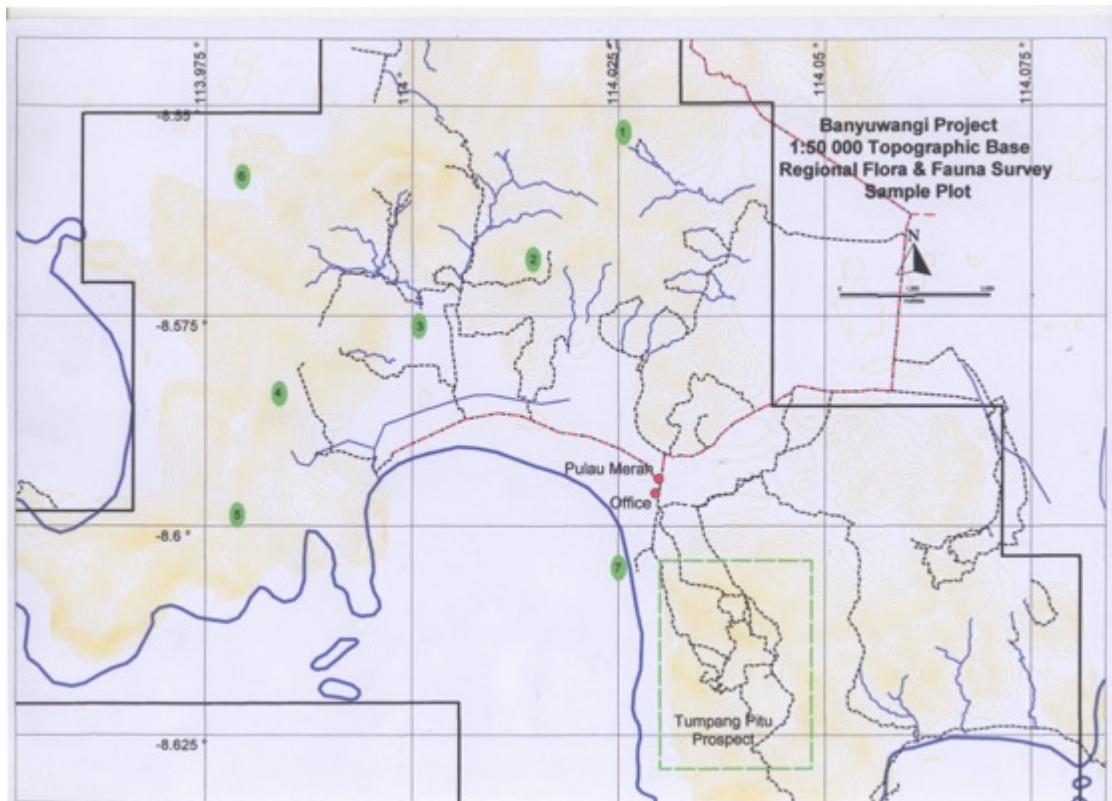 113.975 °
114 °
114.025 °
114.05 °
114.075 °
-8.55 °
Banyuwangi Project
1:50 000 Topographic Base
Regional Flora & Fauna Survey
Sample Plot
1
6
N
2
0
-8.575 °
3
4
Pulau Merah
Office
5
-8.6 °
7
Tumpang Pitu
Prospect
-8.625 °